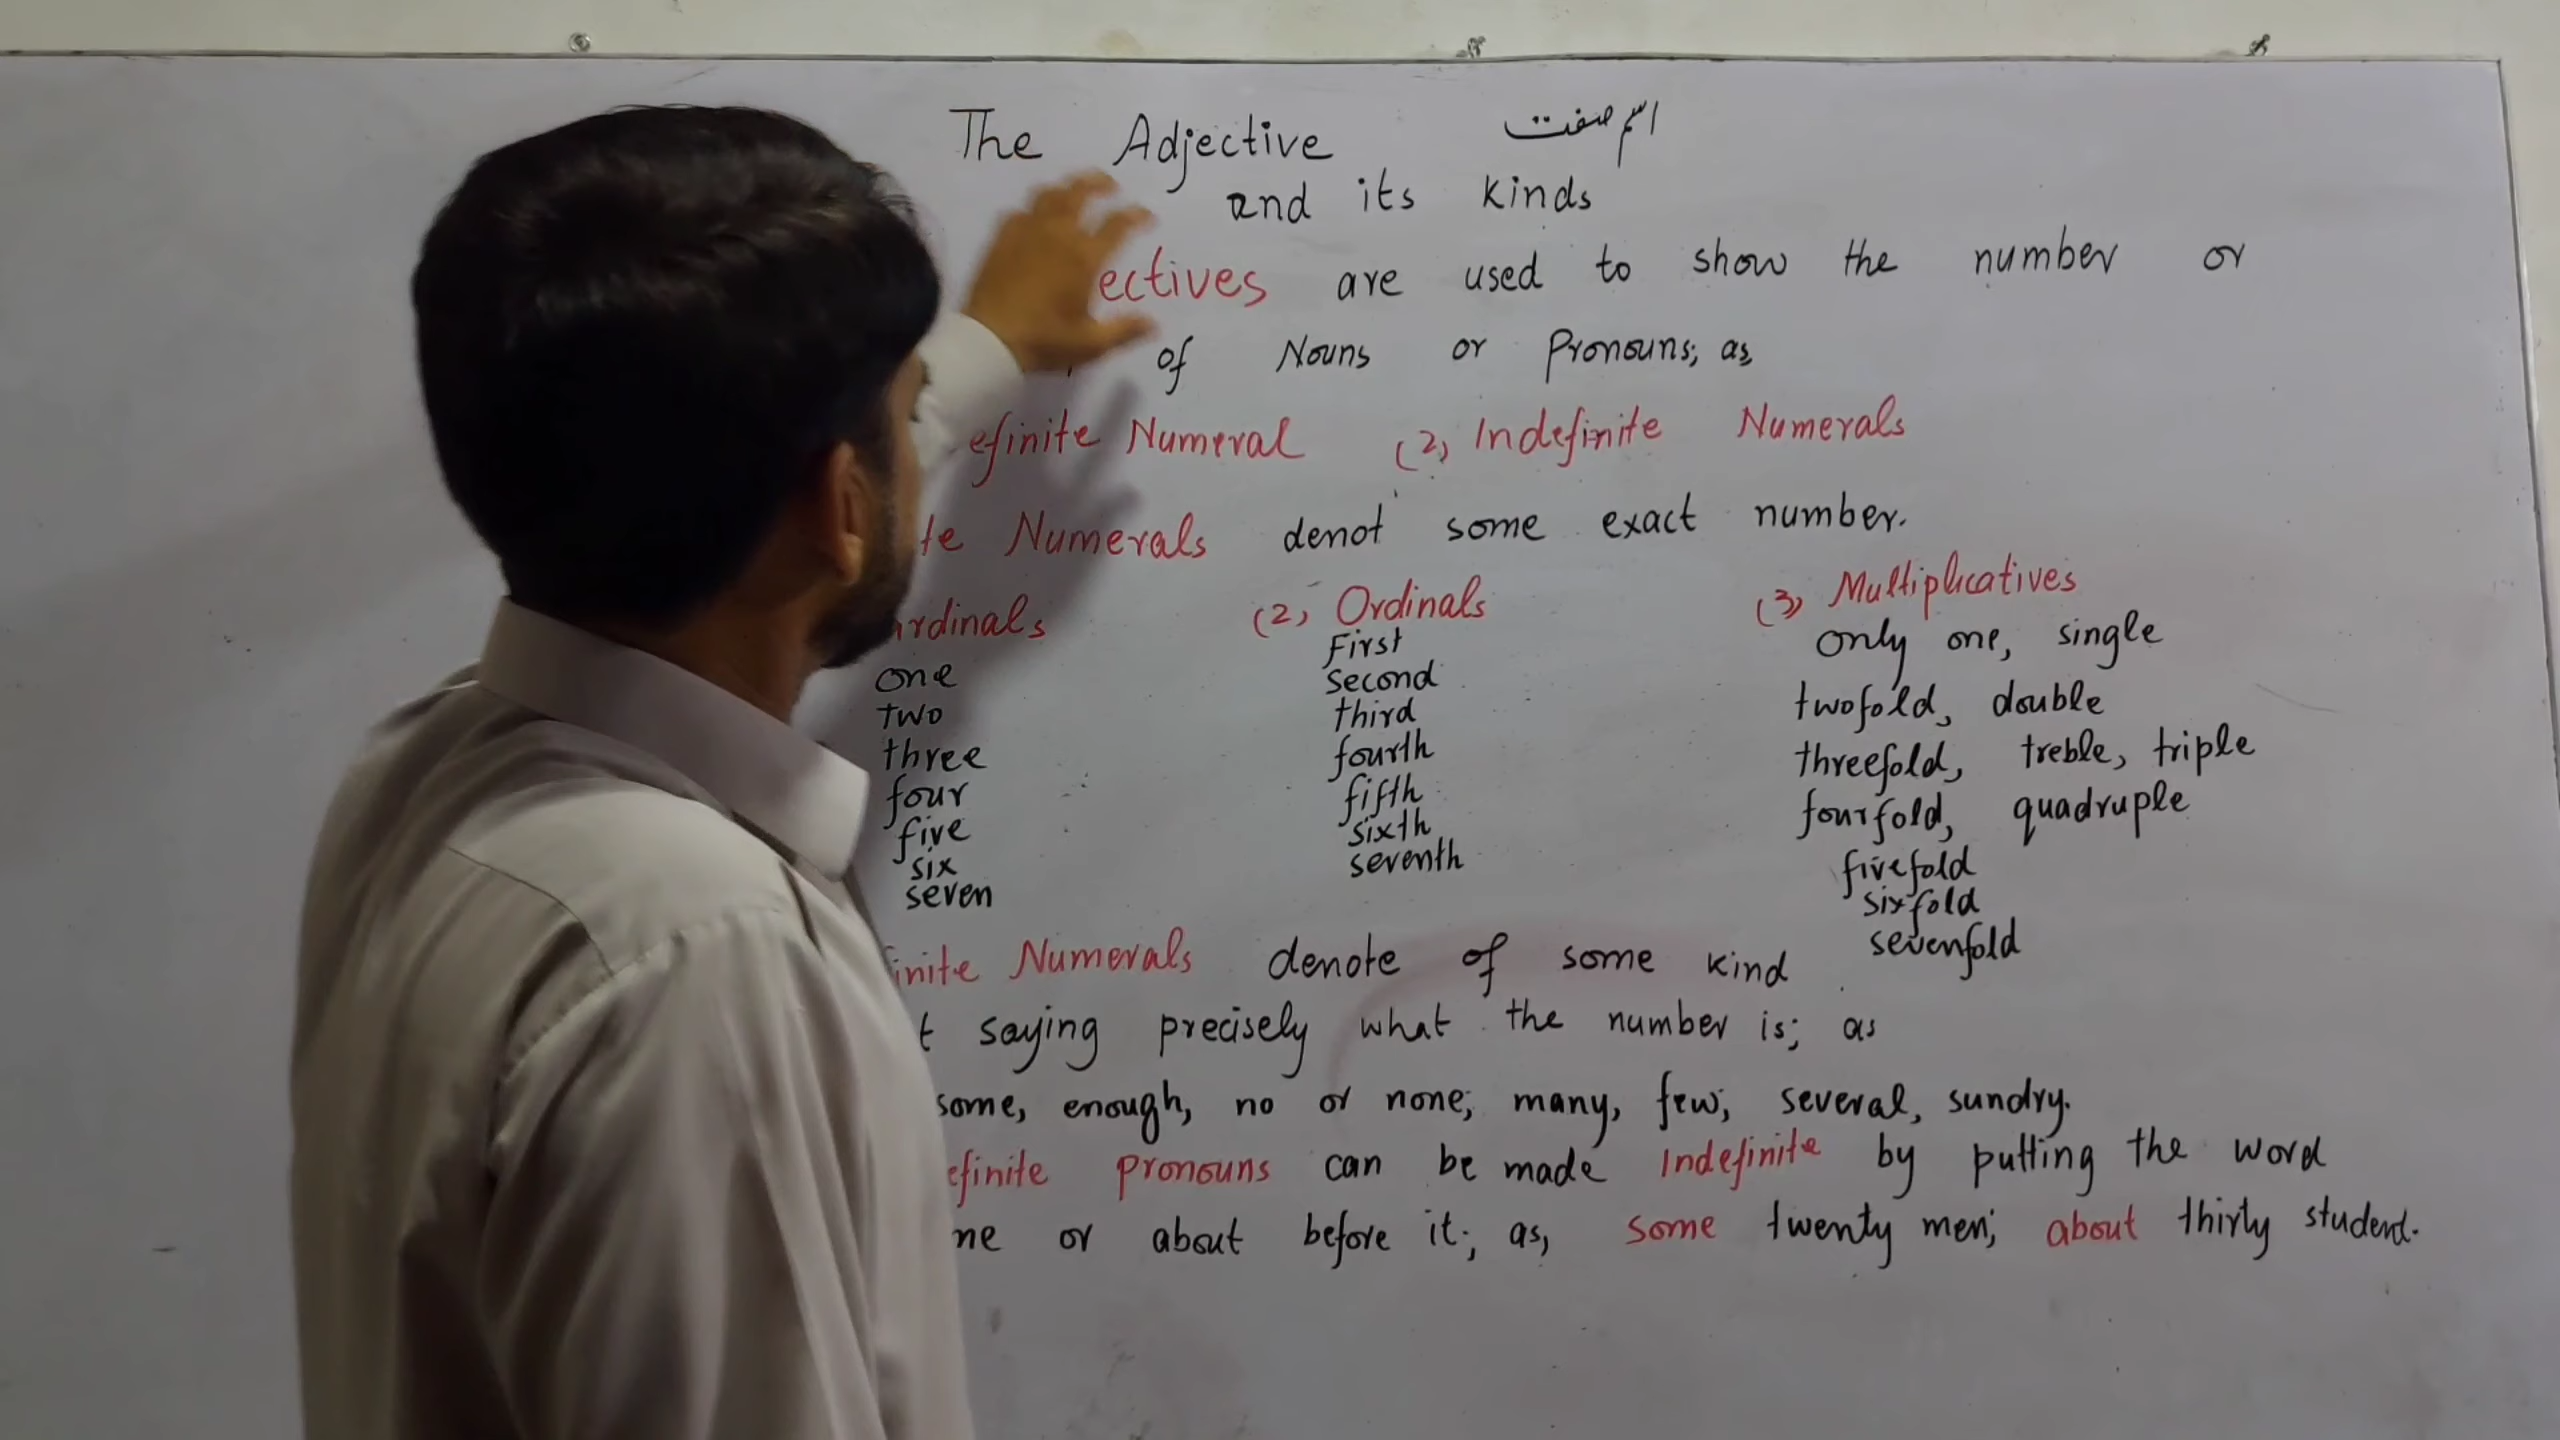 The Adjective اسم صفت
and its kinds
ectives are used to show the number or
of Nouns or Pronouns; as,
efinite Numeral (2) Indefinite Numerals
te Numerals denot some exact number.
ardinals (2) Ordinals (3) Multiplicatives
one First only one, single
two second twofold, double
three third threefold, treble, triple
four fourth fourfold, quadruple
five fifth fivefold
six sixth sixfold
seven seventh sevenfold
finite Numerals denote of some kind
t saying precisely what the number is; as
some, enough, no or none; many, few, several, sundry.
efinite pronouns can be made Indefinite by putting the word
me or about before it; as, some twenty men; about thirty student.